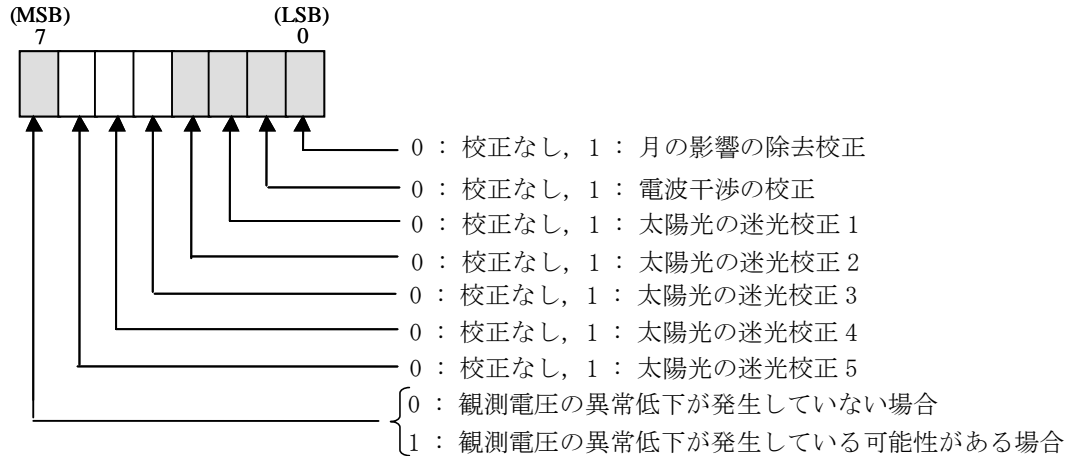 (MSB) (LSB)
7 0
0 : 校正なし, 1 : 月の影響の除去校正
0 : 校正なし, 1 : 電波干渉の校正
0 : 校正なし, 1 : 太陽光の迷光校正 1
0 : 校正なし, 1 : 太陽光の迷光校正 2
0 : 校正なし, 1 : 太陽光の迷光校正 3
0 : 校正なし, 1 : 太陽光の迷光校正 4
0 : 校正なし, 1 : 太陽光の迷光校正 5
0 : 観測電圧の異常低下が発生していない場合
1 : 観測電圧の異常低下が発生している可能性がある場合